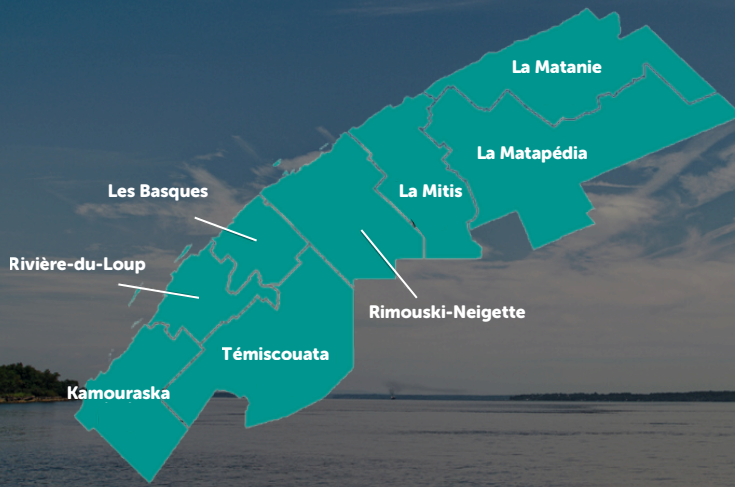 La Matanie
La Matapédia
La Mitis
Les Basques
Rivière-du-Loup
Rimouski-Neigette
Témiscouata
Kamouraska